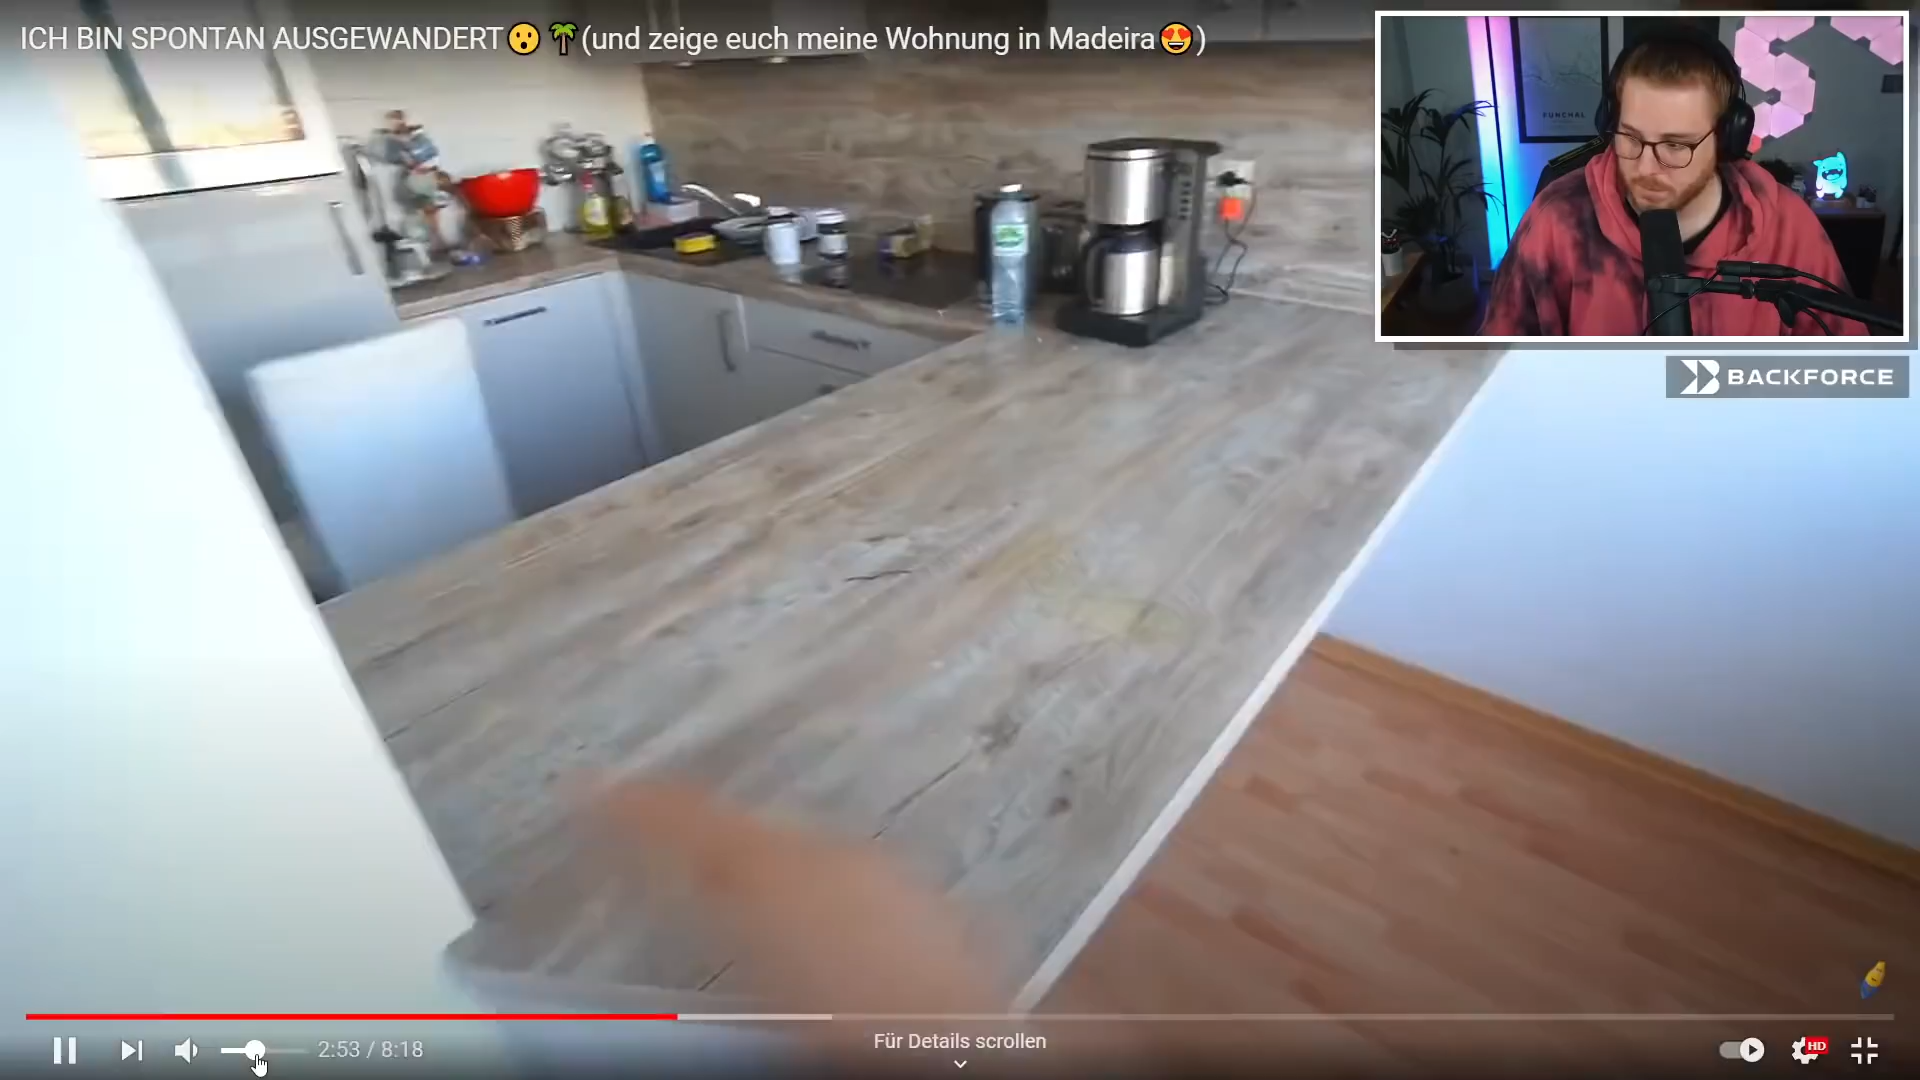 ICH BIN SPONTAN AUSGEWANDERT😮🌴(und zeige euch meine Wohnung in Madeira😍)
FUNCHAL
BACKFORCE
Für Details scrollen
2:53 / 8:18
HD